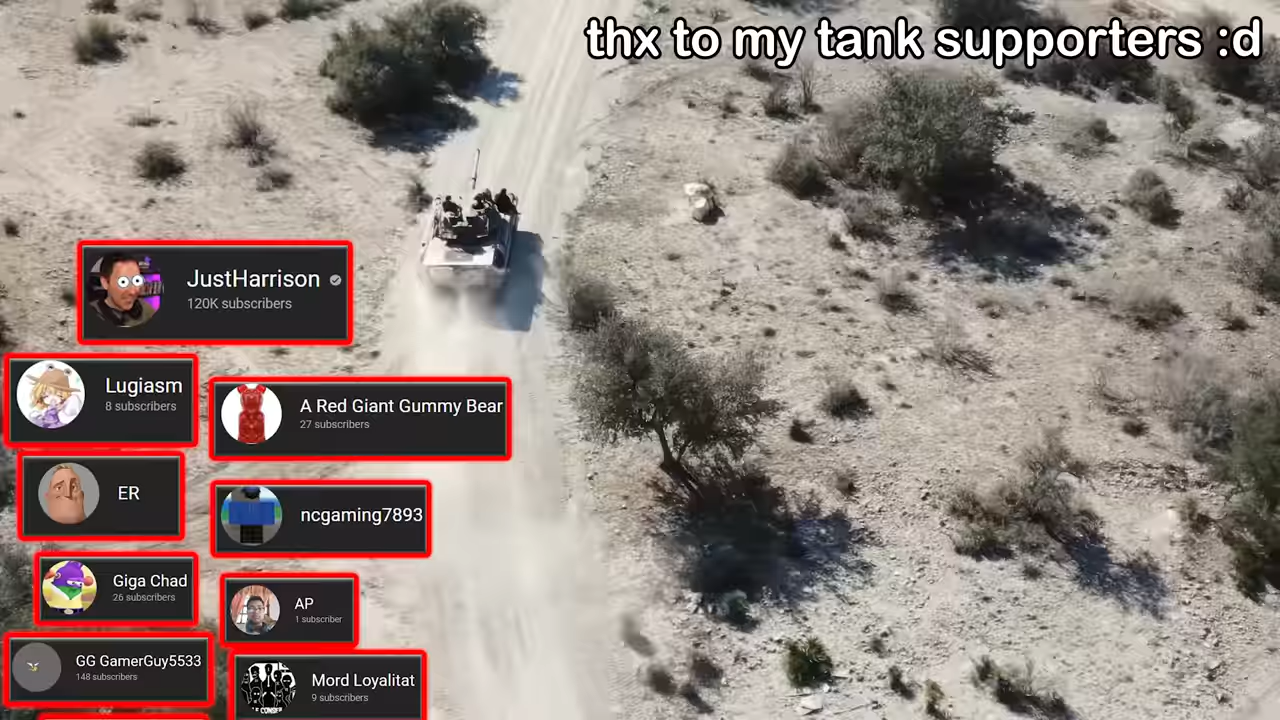 thx to my tank supporters :d
JustHarrison
120K subscribers
Lugiasm
8 subscribers
A Red Giant Gummy Bear
27 subscribers
ER
ncgaming7893
Giga Chad
26 subscribers
AP
1 subscriber
GG GamerGuy5533
148 subscribers
Mord Loyalitat
9 subscribers